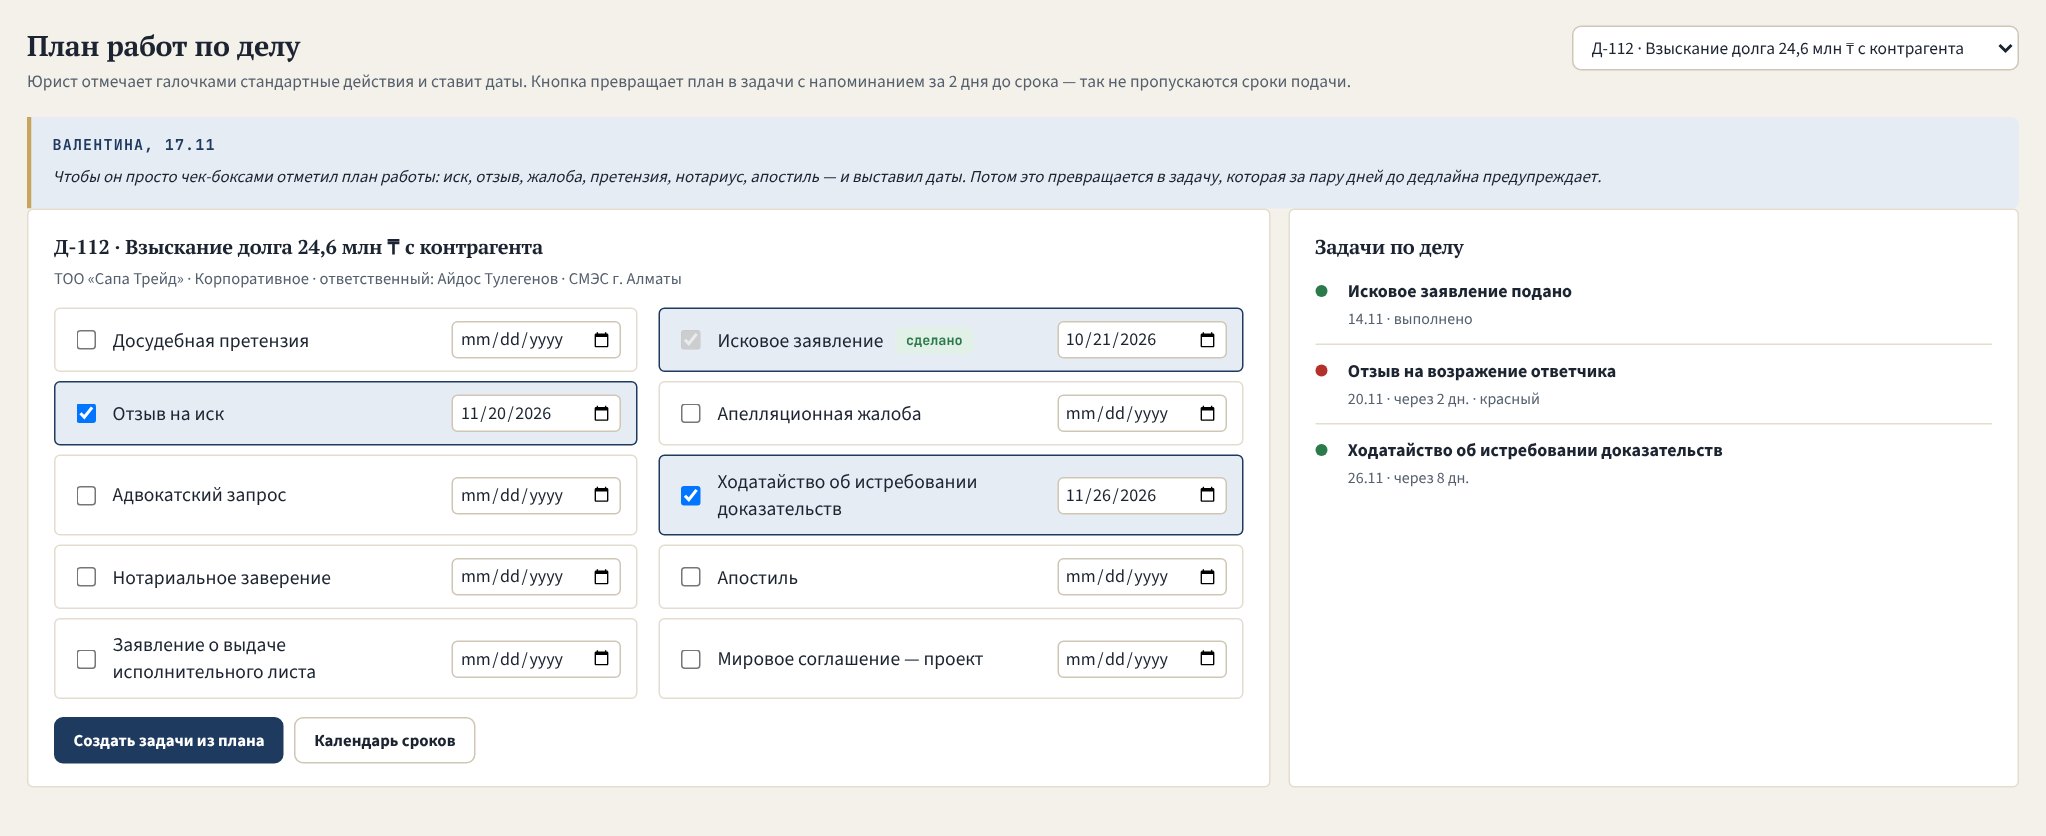 План работ по делу
Д-112 · Взыскание долга 24,6 млн ₸ с контрагента
Юрист отмечает галочками стандартные действия и ставит даты. Кнопка превращает план в задачи с напоминанием за 2 дня до срока — так не пропускаются сроки подачи.
ВАЛЕНТИНА, 17.11
Чтобы он просто чек-боксами отметил план работы: иск, отзыв, жалоба, претензия, нотариус, апостиль — и выставил даты. Потом это превращается в задачу, которая за пару дней до дедлайна предупреждает.
Д-112 · Взыскание долга 24,6 млн ₸ с контрагента
ТОО «Сапа Трейд» · Корпоративное · ответственный: Айдос Тулегенов · СМЭС г. Алматы
Досудебная претензия mm/dd/yyyy
Исковое заявление сделано 10/21/2026
Отзыв на иск 11/20/2026
Апелляционная жалоба mm/dd/yyyy
Адвокатский запрос mm/dd/yyyy
Ходатайство об истребовании
доказательств 11/26/2026
Нотариальное заверение mm/dd/yyyy
Апостиль mm/dd/yyyy
Заявление о выдаче
исполнительного листа mm/dd/yyyy
Мировое соглашение — проект mm/dd/yyyy
Создать задачи из плана
Календарь сроков
Задачи по делу
Исковое заявление подано
14.11 · выполнено
Отзыв на возражение ответчика
20.11 · через 2 дн. · красный
Ходатайство об истребовании доказательств
26.11 · через 8 дн.